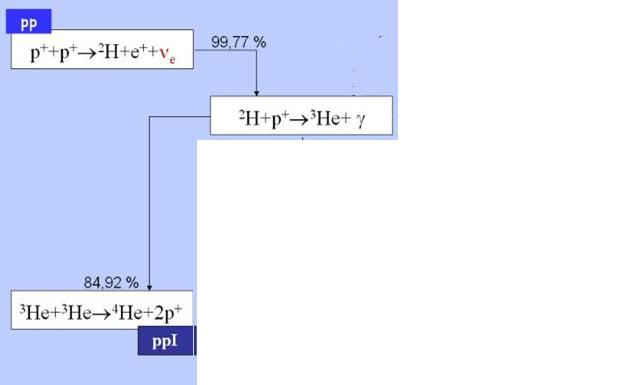 pp
p⁺+p⁺→²H+e⁺+νₑ
99,77 %
²H+p⁺→³He+ γ
84,92 %
³He+³He→⁴He+2p⁺
ppI